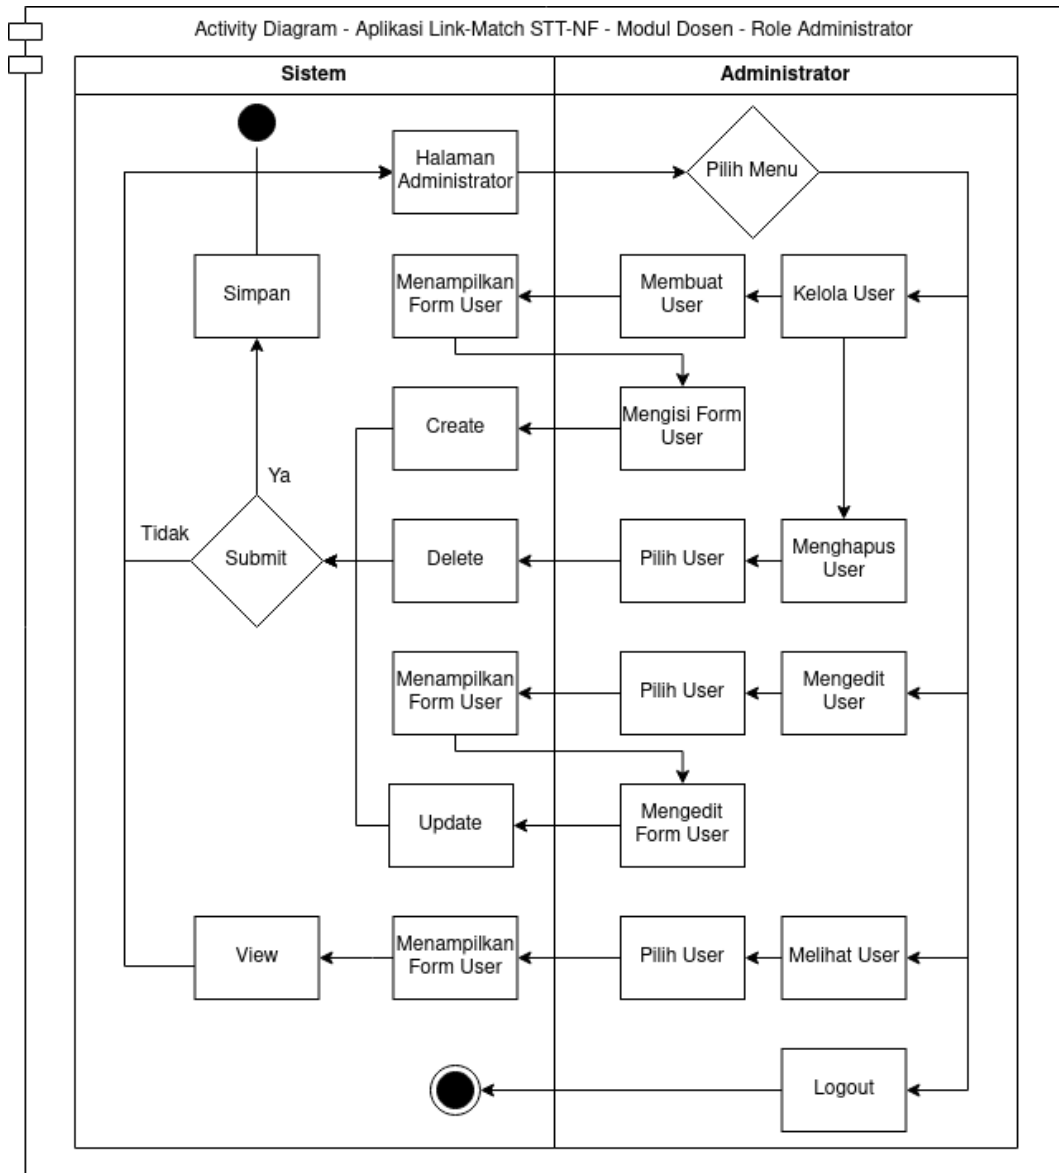 Activity Diagram - Aplikasi Link-Match STT-NF - Modul Dosen - Role Administrator
Sistem
Administrator
Halaman
Administrator
Pilih Menu
Simpan
Menampilkan
Form User
Membuat
User
Kelola User
Create
Mengisi Form
User
Ya
Tidak
Submit
Delete
Pilih User
Menghapus
User
Menampilkan
Form User
Pilih User
Mengedit
User
Update
Mengedit
Form User
View
Menampilkan
Form User
Pilih User
Melihat User
Logout